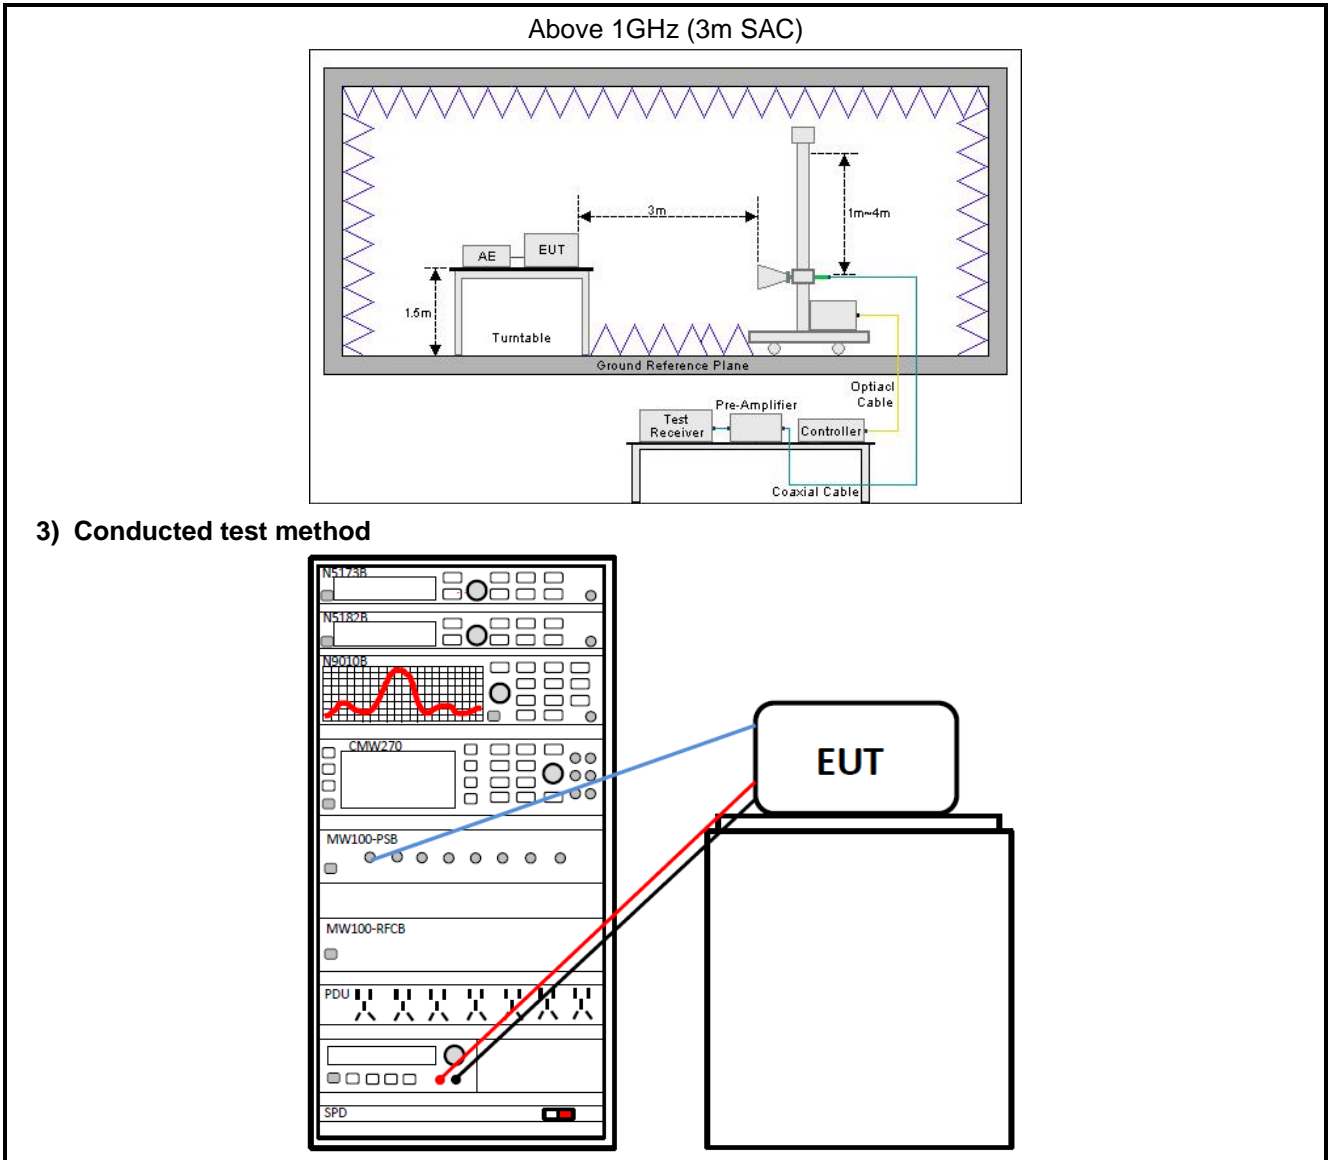 Above 1GHz (3m SAC)
3m
1m~4m
AE
EUT
1.5m
Turntable
Ground Reference Plane
Optiacl
Cable
Pre-Amplifier
Test
Receiver
Controller
Coaxial Cable
3) Conducted test method
N5173B
N5182B
N9010B
CMW270
EUT
MW100-PSB
MW100-RFCB
PDU
SPD